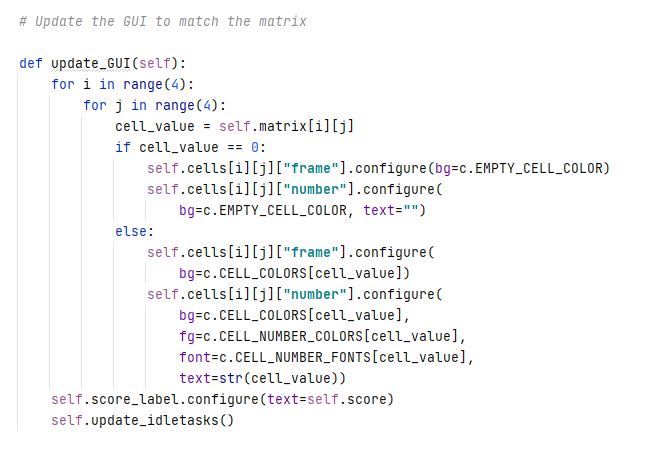 # Update the GUI to match the matrix

def update_GUI(self):
    for i in range(4):
        for j in range(4):
            cell_value = self.matrix[i][j]
            if cell_value == 0:
                self.cells[i][j]["frame"].configure(bg=c.EMPTY_CELL_COLOR)
                self.cells[i][j]["number"].configure(
                    bg=c.EMPTY_CELL_COLOR, text="")
            else:
                self.cells[i][j]["frame"].configure(
                    bg=c.CELL_COLORS[cell_value])
                self.cells[i][j]["number"].configure(
                    bg=c.CELL_COLORS[cell_value],
                    fg=c.CELL_NUMBER_COLORS[cell_value],
                    font=c.CELL_NUMBER_FONTS[cell_value],
                    text=str(cell_value))
    self.score_label.configure(text=self.score)
    self.update_idletasks()